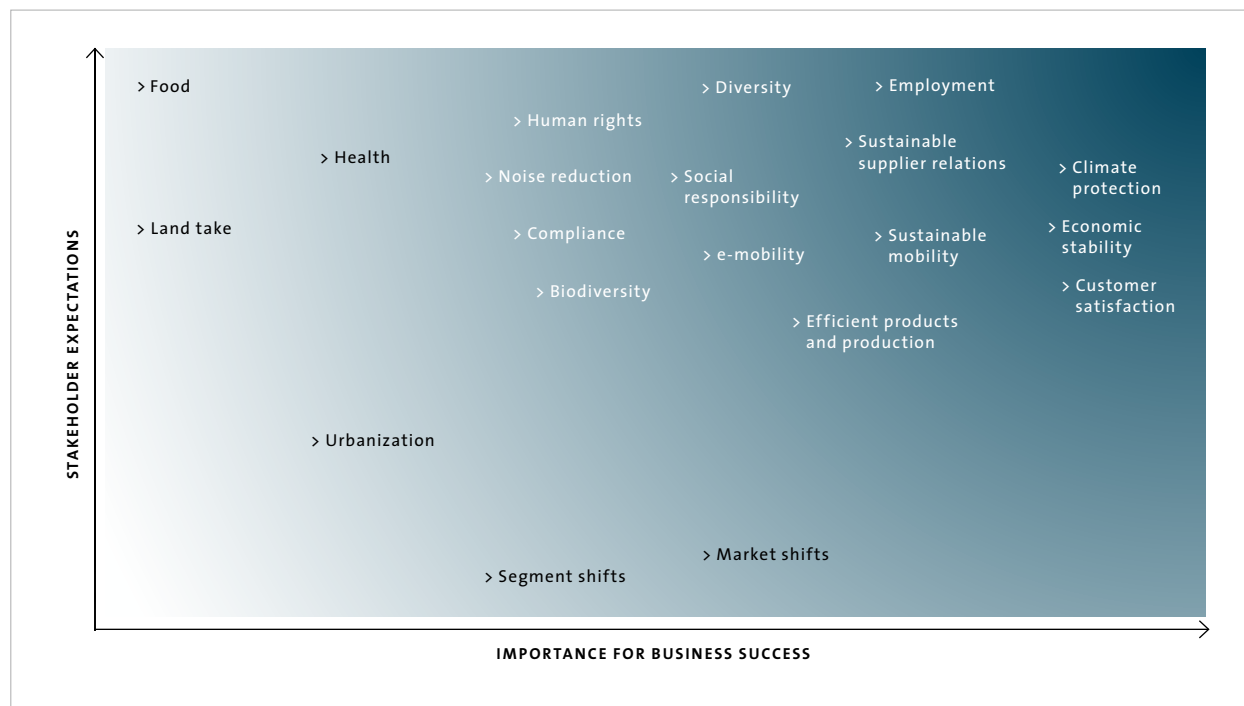 STAKEHOLDER EXPECTATIONS
> Food
> Diversity
> Employment
> Human rights
> Health
> Sustainable
supplier relations
> Noise reduction
> Social
responsibility
> Climate
protection
> Land take
> Compliance
> e-mobility
> Sustainable
mobility
> Economic
stability
> Biodiversity
> Customer
satisfaction
> Efficient products
and production
> Urbanization
> Market shifts
> Segment shifts
IMPORTANCE FOR BUSINESS SUCCESS